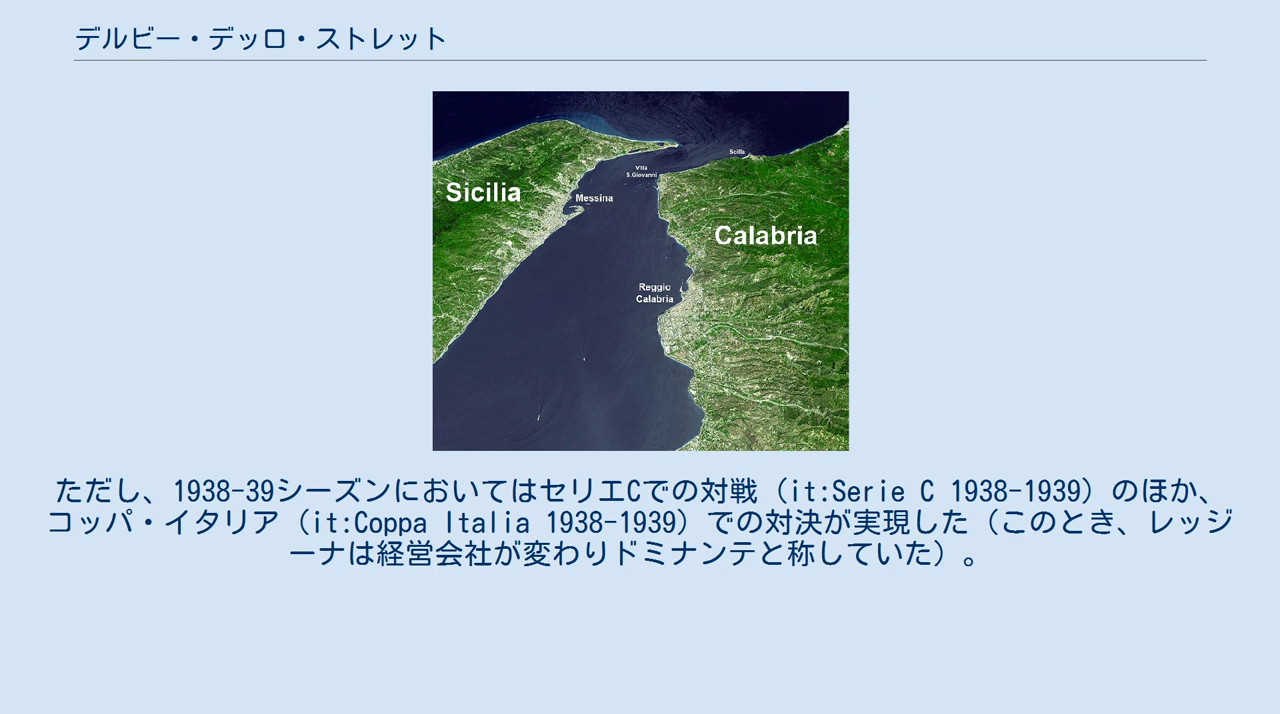 デルビー・デッロ・ストレット
Scilla
Villa
S.Giovanni
Sicilia
Messina
Calabria
Reggio
Calabria
ただし、1938-39シーズンにおいてはセリエCでの対戦（it:Serie C 1938-1939）のほか、
コッパ・イタリア（it:Coppa Italia 1938-1939）での対決が実現した（このとき、レッジ
ーナは経営会社が変わりドミナンテと称していた）。